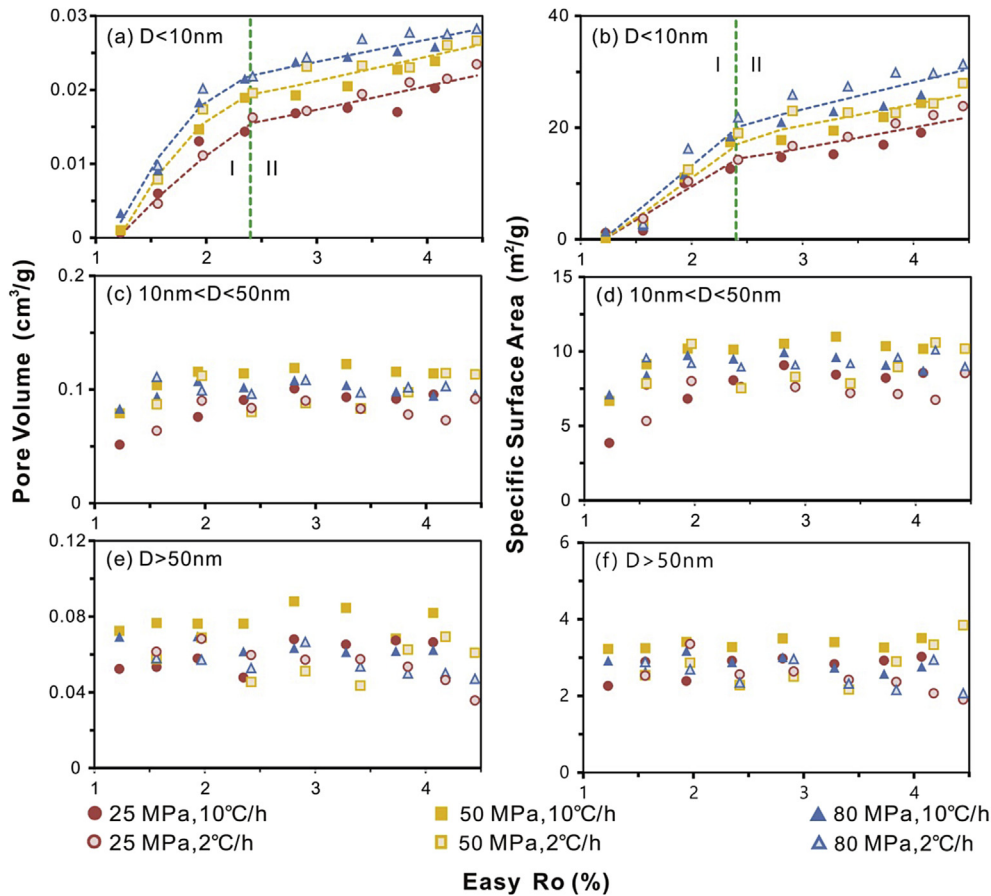 Pore Volume (cm³/g)
Specific Surface Area (m²/g)
(a) D<10nm
0.03
0.02
0.01
0
I II
1 2 3 4
(b) D<10nm
40
20
0
I II
1 2 3 4
(c) 10nm<D<50nm
0.2
0.1
0
1 2 3 4
(d) 10nm<D<50nm
15
10
5
0
1 2 3 4
(e) D>50nm
0.12
0.08
0.04
0
1 2 3 4
(f) D>50nm
6
4
2
0
1 2 3 4
25 MPa,10℃/h
50 MPa,10℃/h
80 MPa,10℃/h
25 MPa,2℃/h
50 MPa,2℃/h
80 MPa,2℃/h
Easy Ro (%)